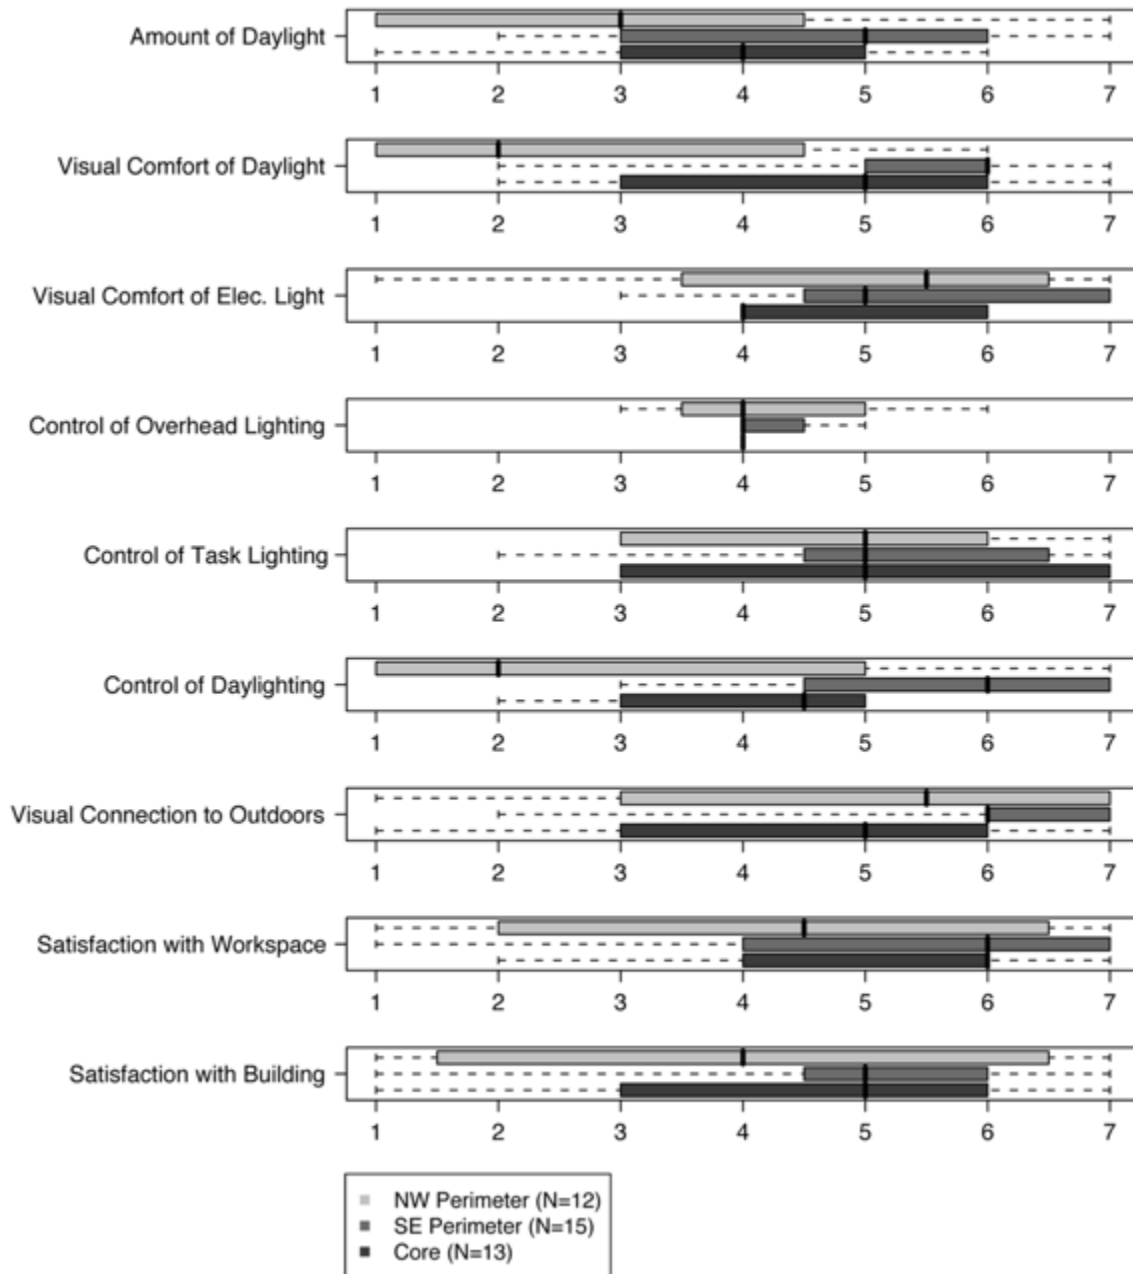 Amount of Daylight
1 2 3 4 5 6 7
Visual Comfort of Daylight
1 2 3 4 5 6 7
Visual Comfort of Elec. Light
1 2 3 4 5 6 7
Control of Overhead Lighting
1 2 3 4 5 6 7
Control of Task Lighting
1 2 3 4 5 6 7
Control of Daylighting
1 2 3 4 5 6 7
Visual Connection to Outdoors
1 2 3 4 5 6 7
Satisfaction with Workspace
1 2 3 4 5 6 7
Satisfaction with Building
1 2 3 4 5 6 7
NW Perimeter (N=12)
SE Perimeter (N=15)
Core (N=13)